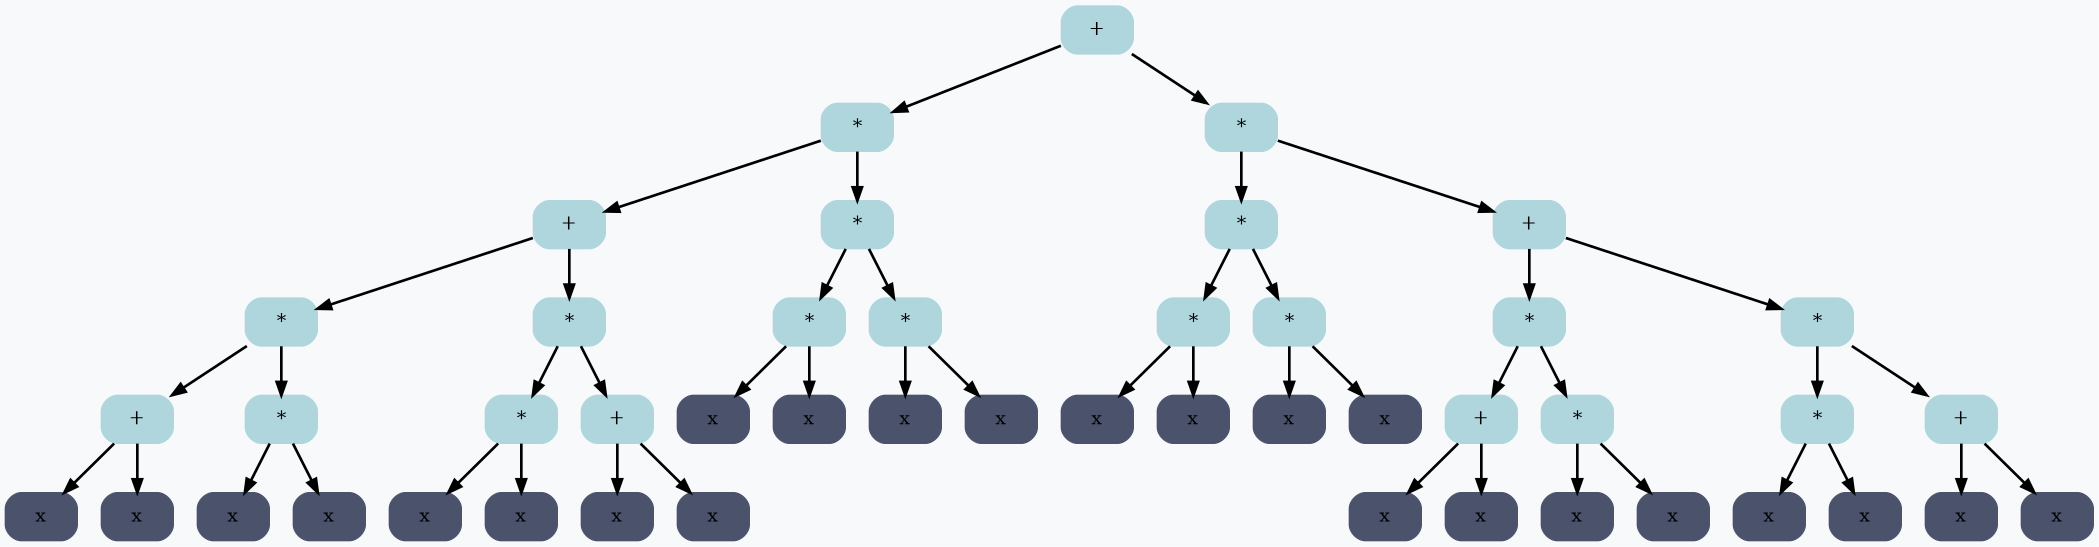 +
* *
+ * * +
* * * * * * * *
+ * * + x x x x x x x x + * * +
x x x x x x x x x x x x x x x x